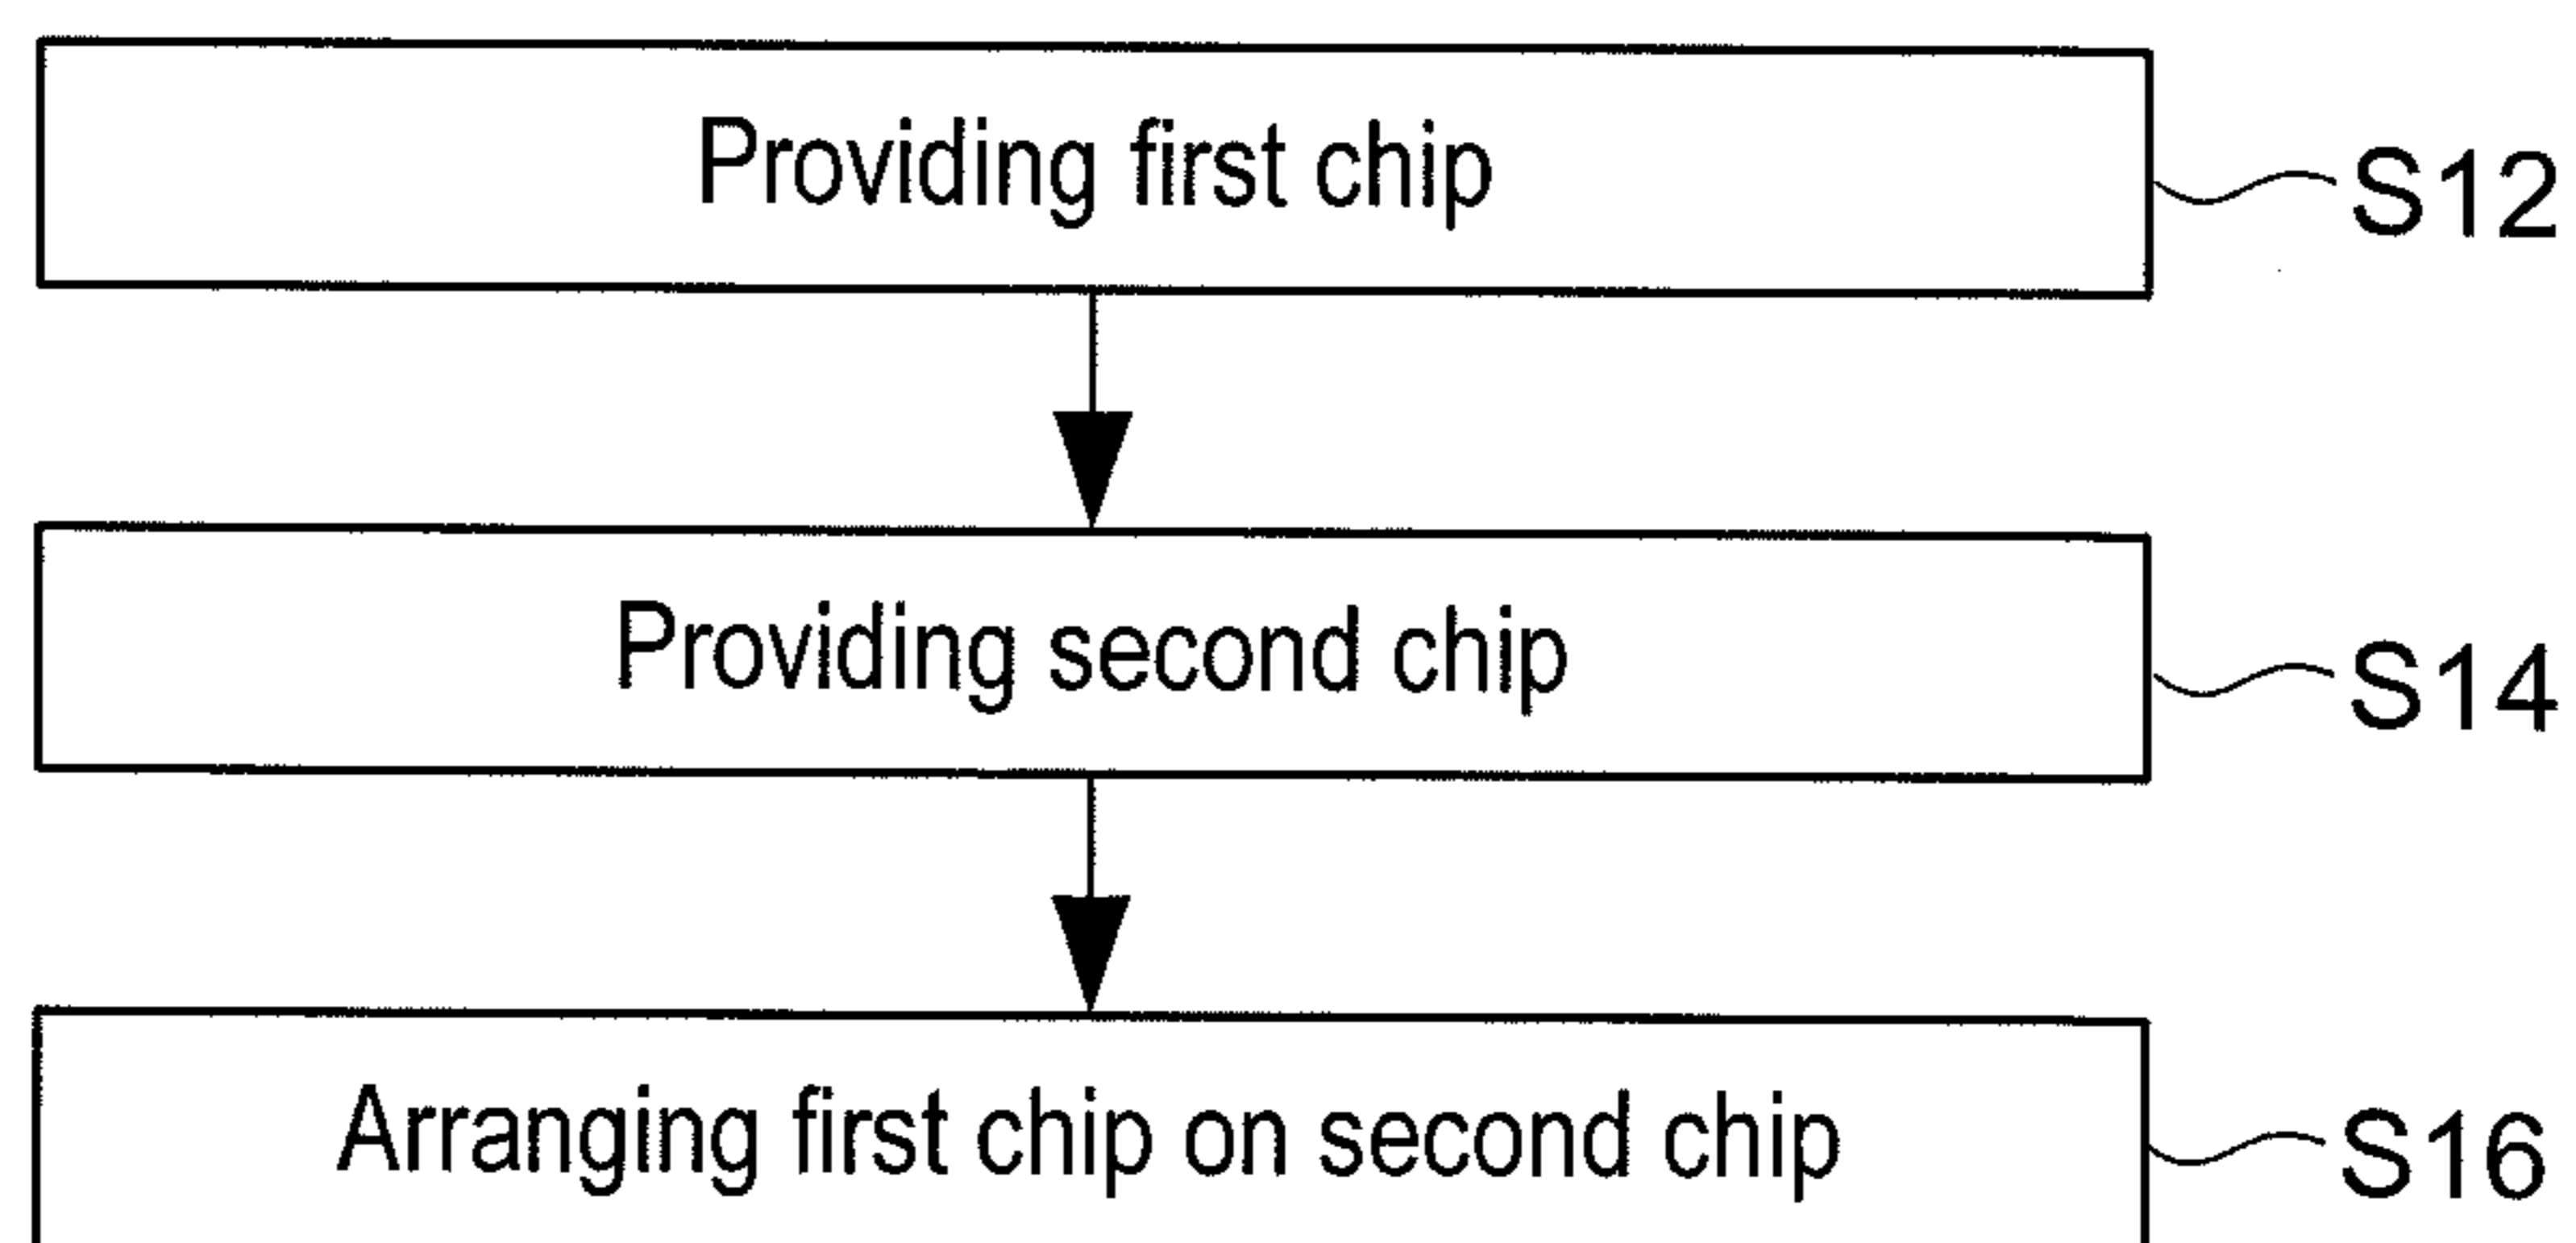 Providing first chip
S12
Providing second chip
S14
Arranging first chip on second chip
S16